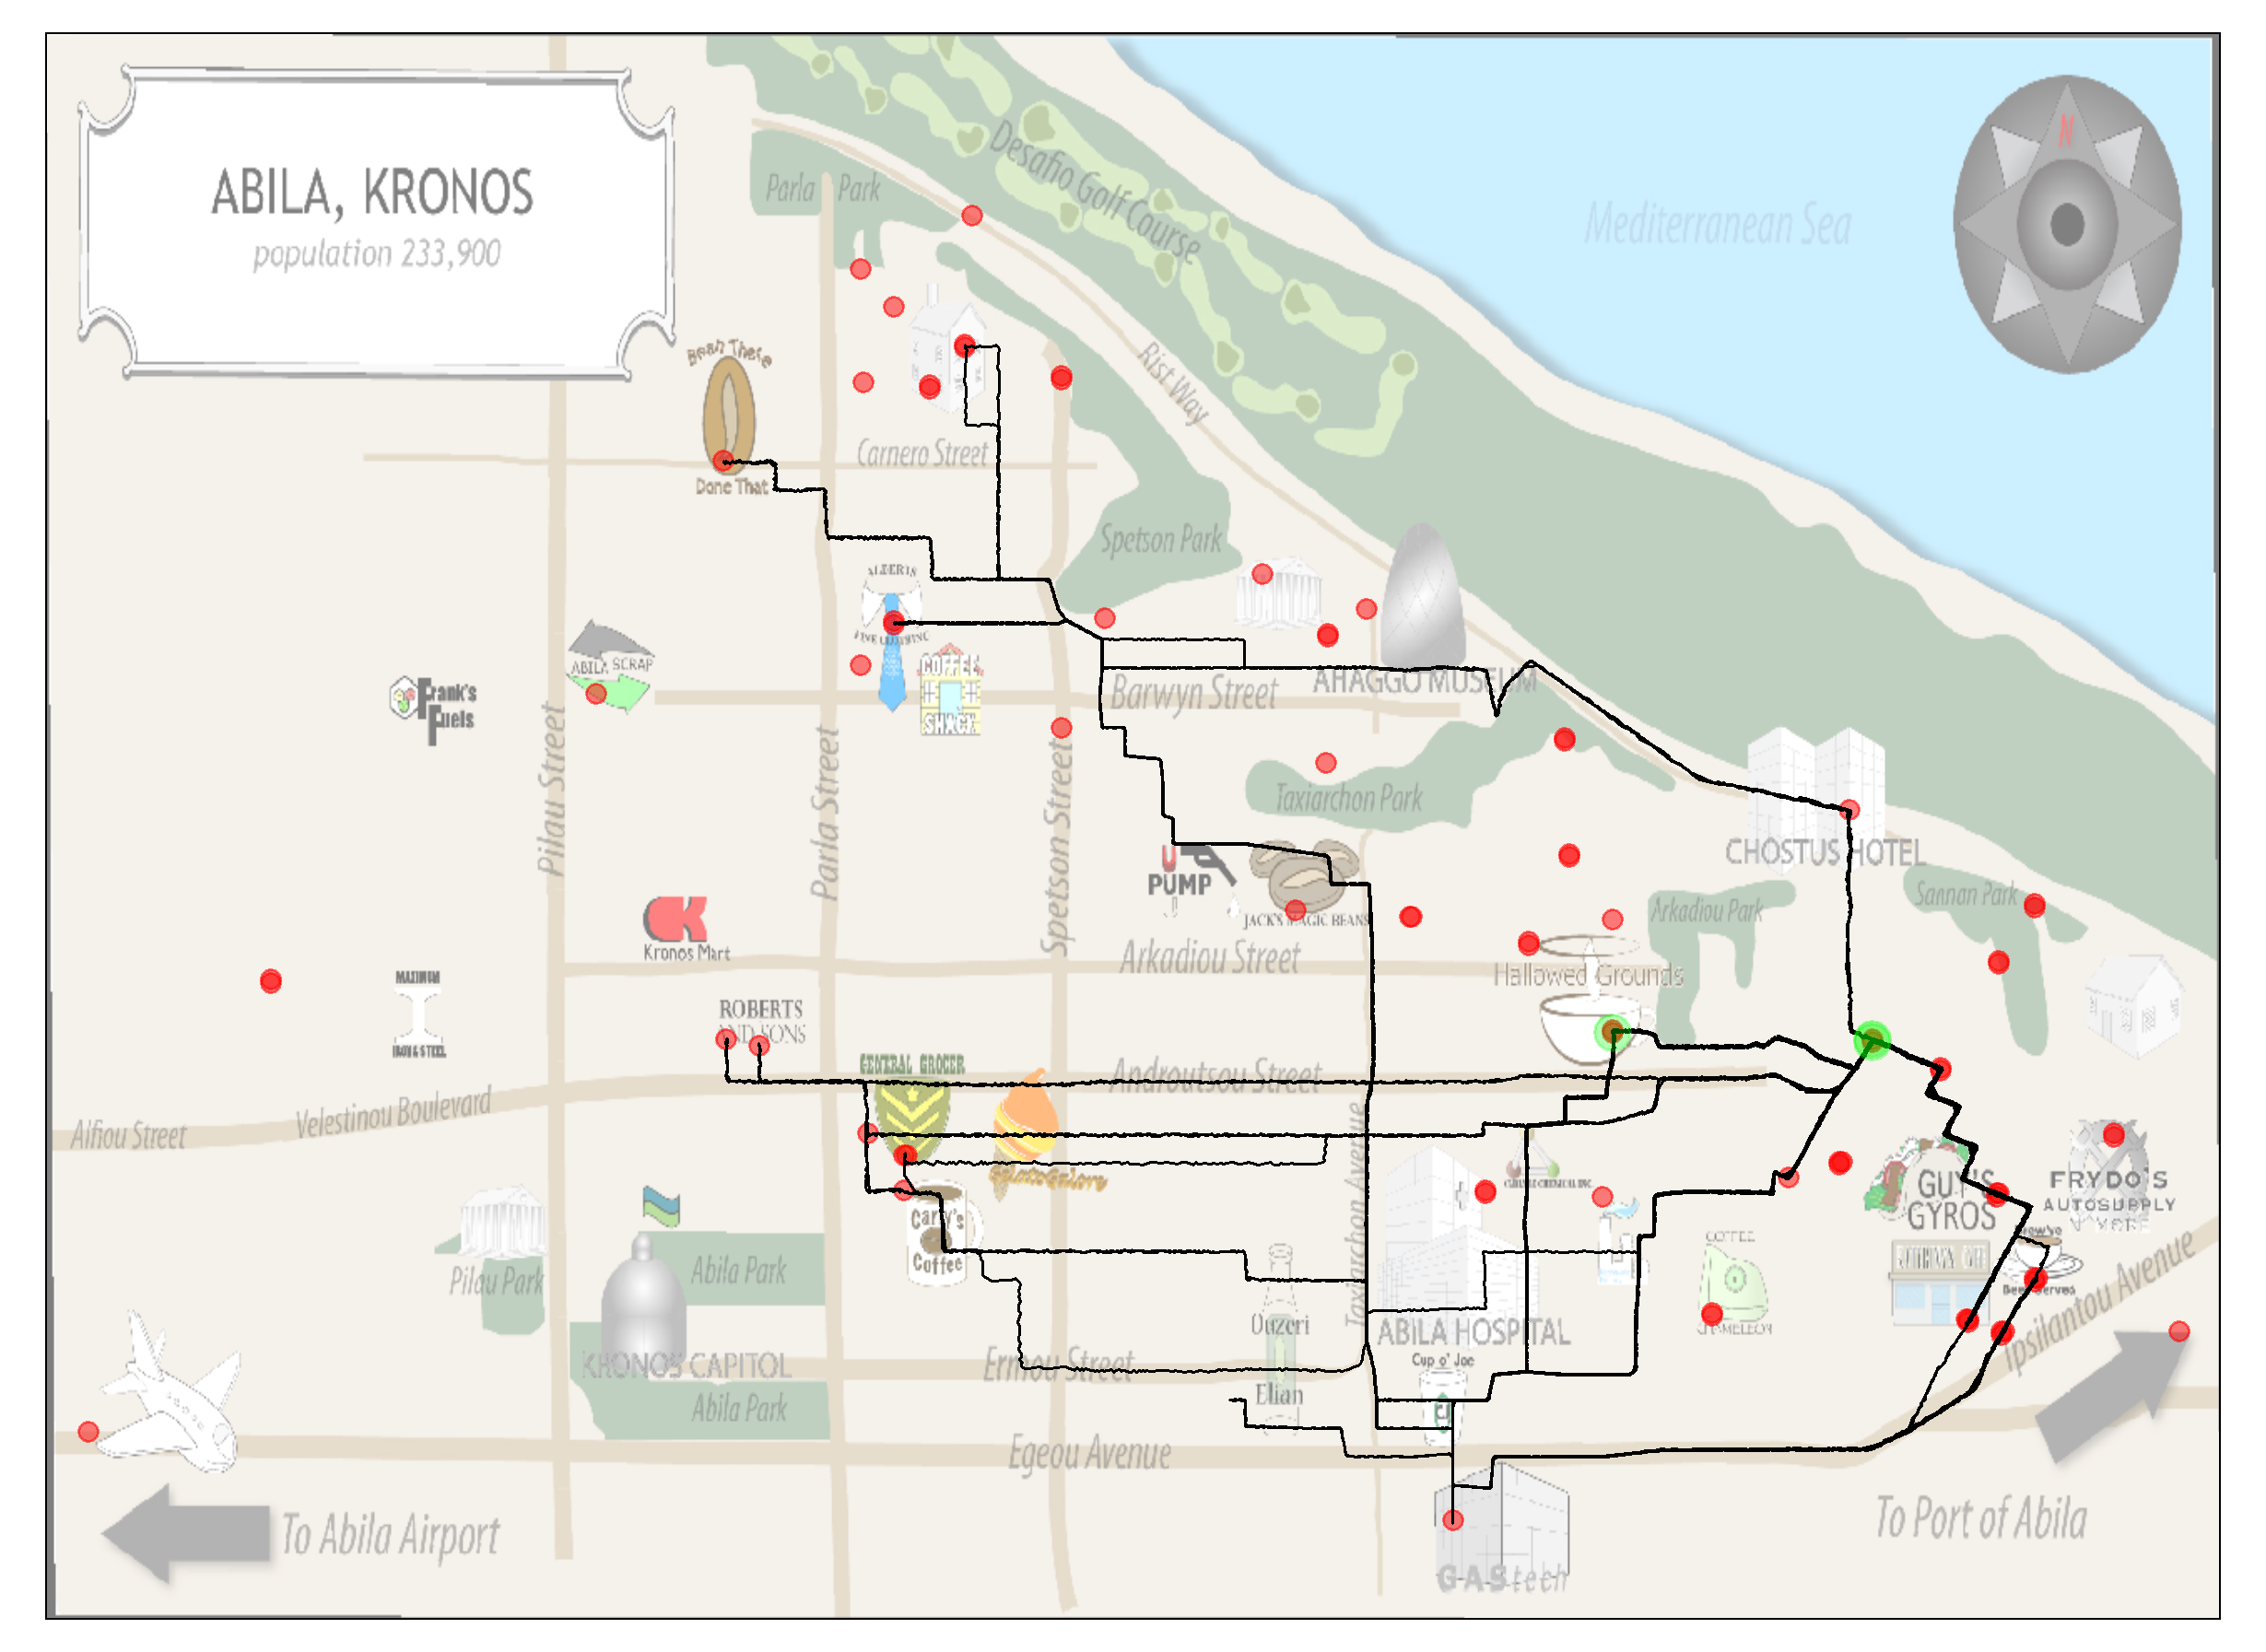 ABILA, KRONOS
population 233,900
N
Mediterranean Sea
Desafio Golf Course
Parla Park
Rist Way
Bean There
Done That
Carnero Street
Spetson Park
ALBERTS
FINE CLOTHING
ABILA SCRAP
Frank's
Fuels
COFFEE
SHACK
Barwyn Street
AHAGGO MUSEUM
Pilau Street
Parla Street
Spetson Street
Taxiarchon Park
CHOSTUS HOTEL
U
PUMP
JACK'S MAGIC BEANS
Arkadiou Park
Sannan Park
Kronos Mart
Arkadiou Street
Hallowed Grounds
MAXIMUM
IRON & STEEL
ROBERTS
AND SONS
GENERAL GROCER
Androutsou Street
Alfiou Street
Velestinou Boulevard
Taxiarchon Avenue
Gelatogalore
CARLYLE CHEMICAL INC.
GUY'S
GYROS
FRYDO'S
AUTOSUPPLY
N' MORE
Carly's
Coffee
Brew've
Been Served
COFFEE
CHAMELEON
Pilau Park
Abila Park
KRONOS CAPITOL
Abila Park
Ermou Street
Ouzeri
Elian
ABILA HOSPITAL
Cup o' Joe
CJ
Ipsilantou Avenue
Egeou Avenue
To Abila Airport
GAStech
To Port of Abila